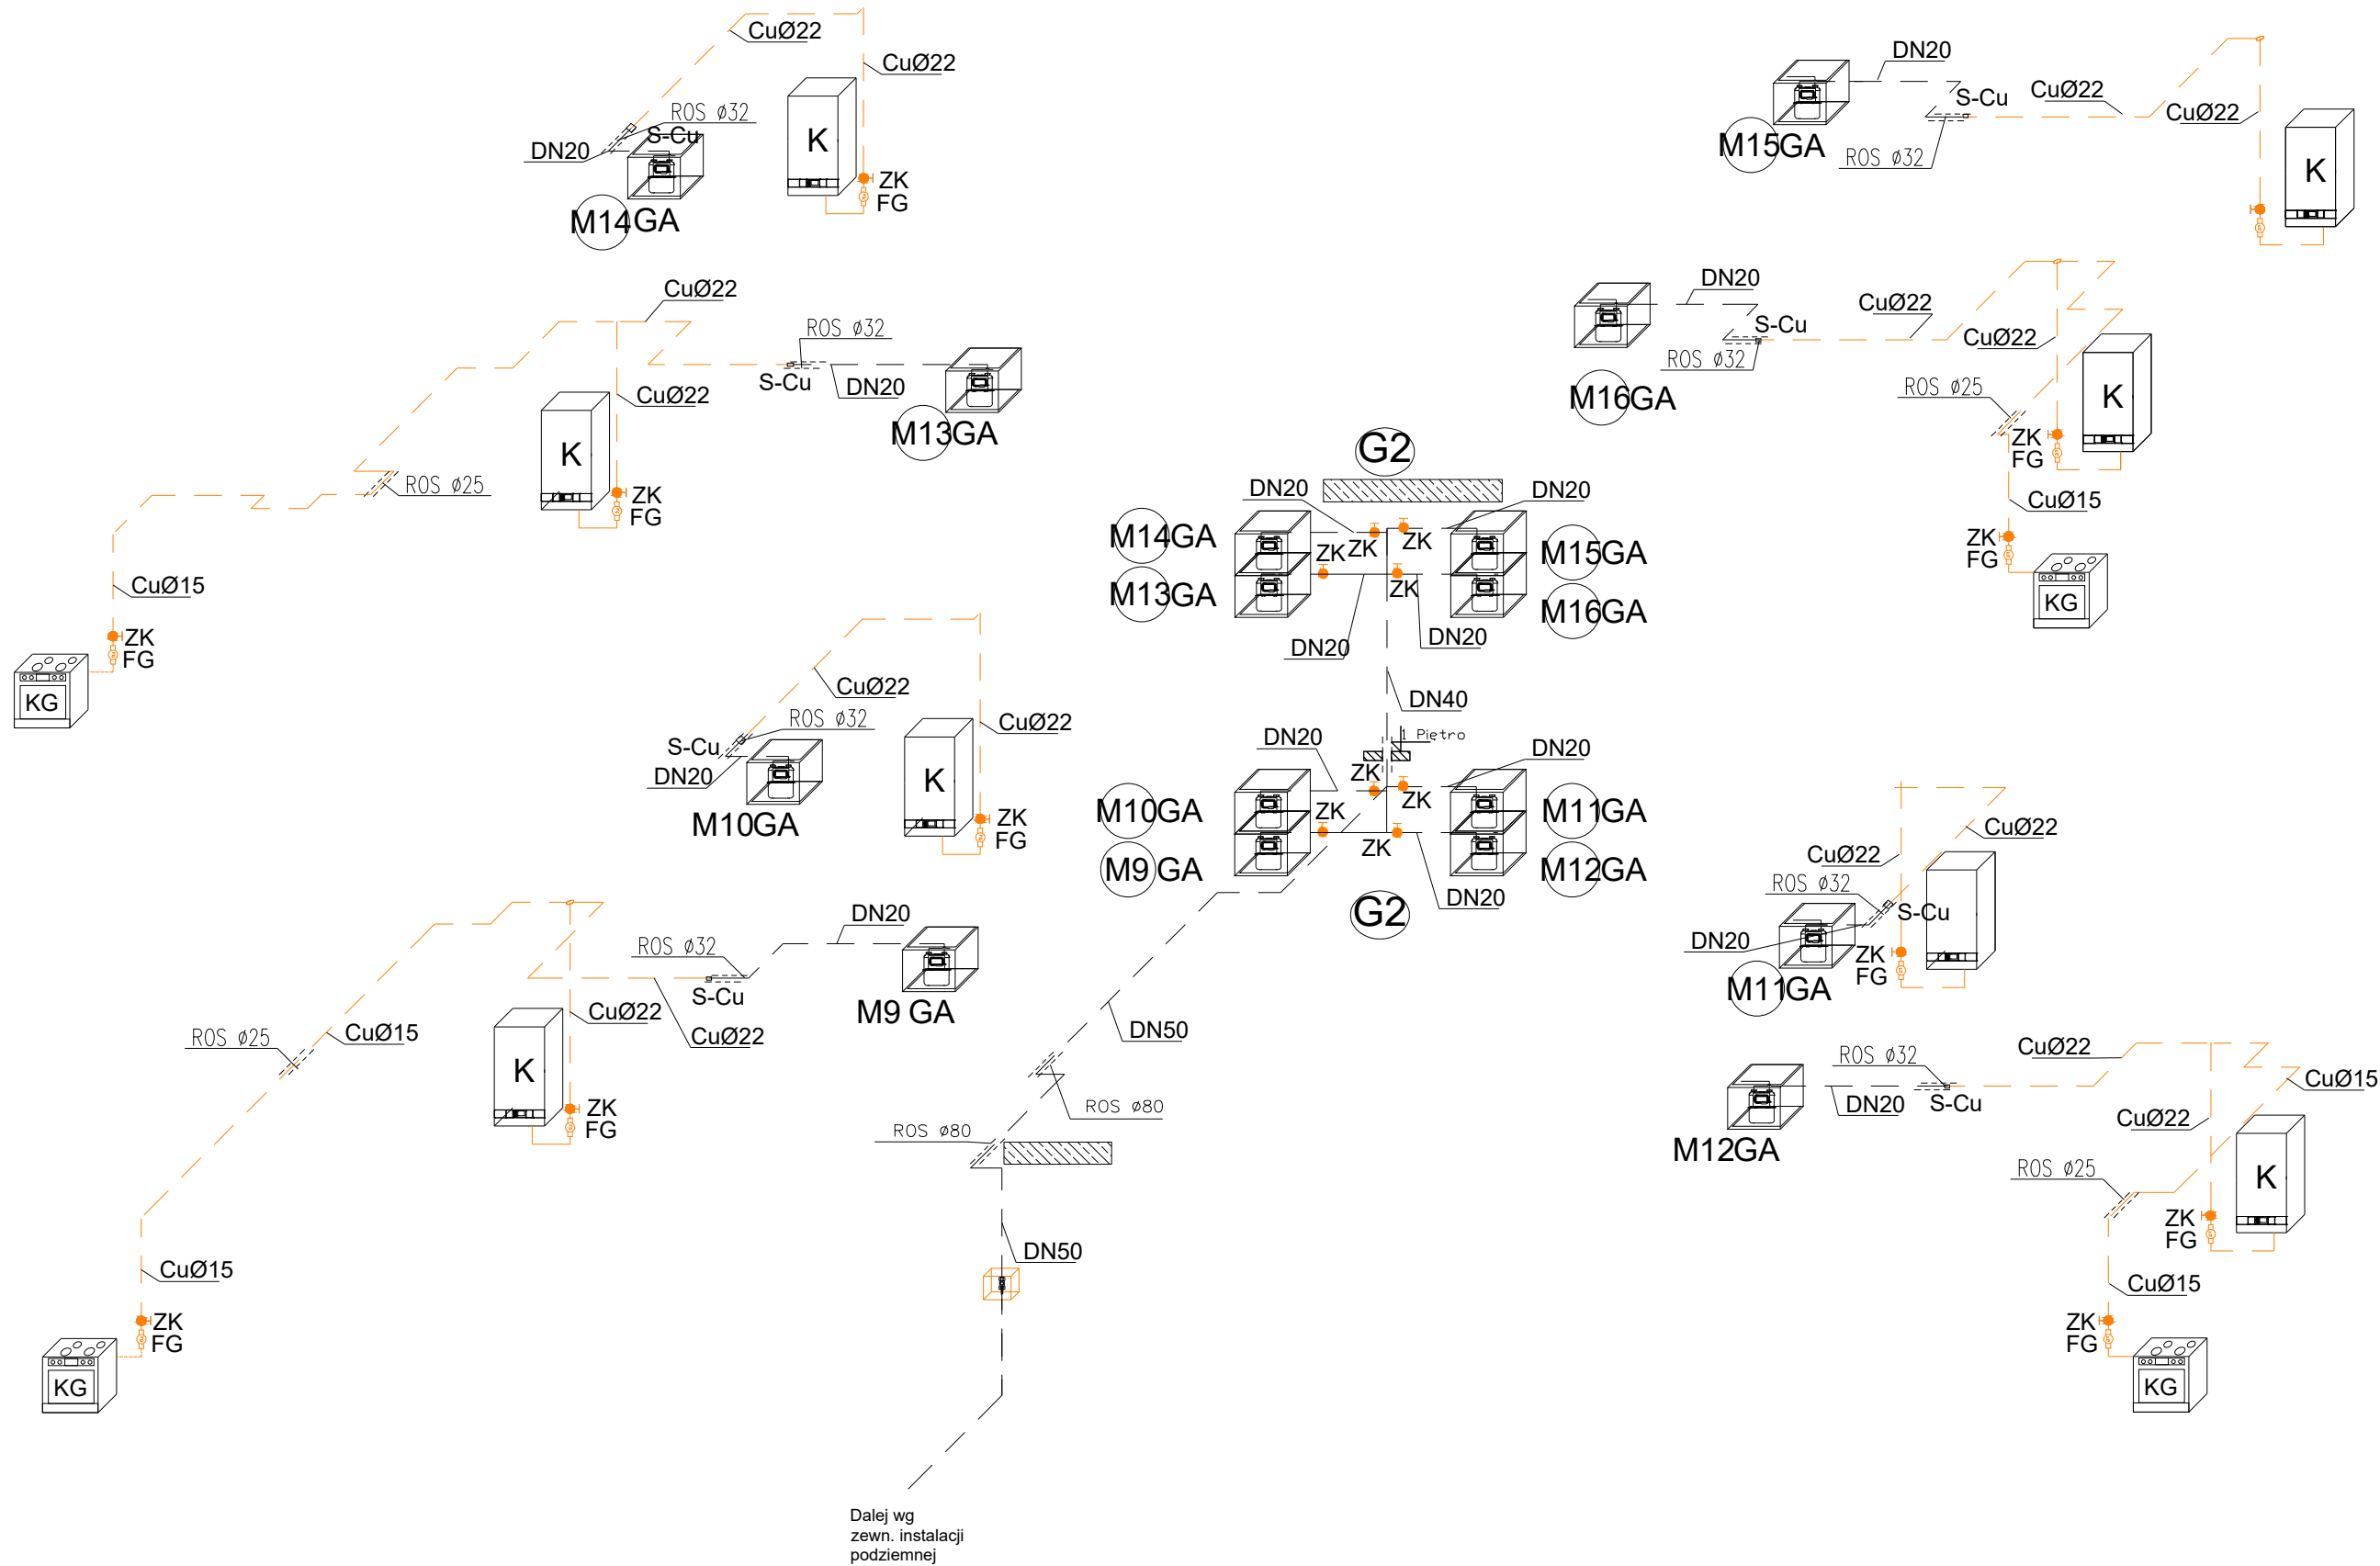 CuØ22
CuØ22
ROS ø32
S-Cu
DN20
K
ZK
FG
M14GA
DN20
S-Cu
CuØ22
CuØ22
ROS ø32
M15GA
K
CuØ22
ROS ø32
S-Cu
DN20
CuØ22
M13GA
K
ROS ø25
ZK
FG
CuØ15
ZK
FG
KG
DN20
CuØ22
S-Cu
CuØ22
ROS ø32
M16GA
ROS ø25
K
ZK
FG
CuØ15
ZK
FG
KG
G2
DN20
DN20
M14GA
ZK
ZK
ZK
M15GA
M13GA
ZK
M16GA
DN20
DN20
DN40
1 Piętro
DN20
DN20
ZK
M10GA
ZK
ZK
M11GA
ZK
M9 GA
M12GA
DN20
G2
CuØ22
ROS ø32
CuØ22
S-Cu
DN20
K
M10GA
ZK
FG
CuØ22
CuØ22
ROS ø32
S-Cu
DN20
ZK
FG
M11GA
DN20
ROS ø32
S-Cu
M9 GA
CuØ22
CuØ22
CuØ15
ROS ø25
K
ZK
FG
CuØ15
ZK
FG
KG
DN50
ROS ø80
ROS ø80
DN50
CuØ22
ROS ø32
CuØ15
DN20
S-Cu
CuØ22
M12GA
ROS ø25
K
ZK
FG
CuØ15
ZK
FG
KG
Dalej wg
zewn. instalacji
podziemnej